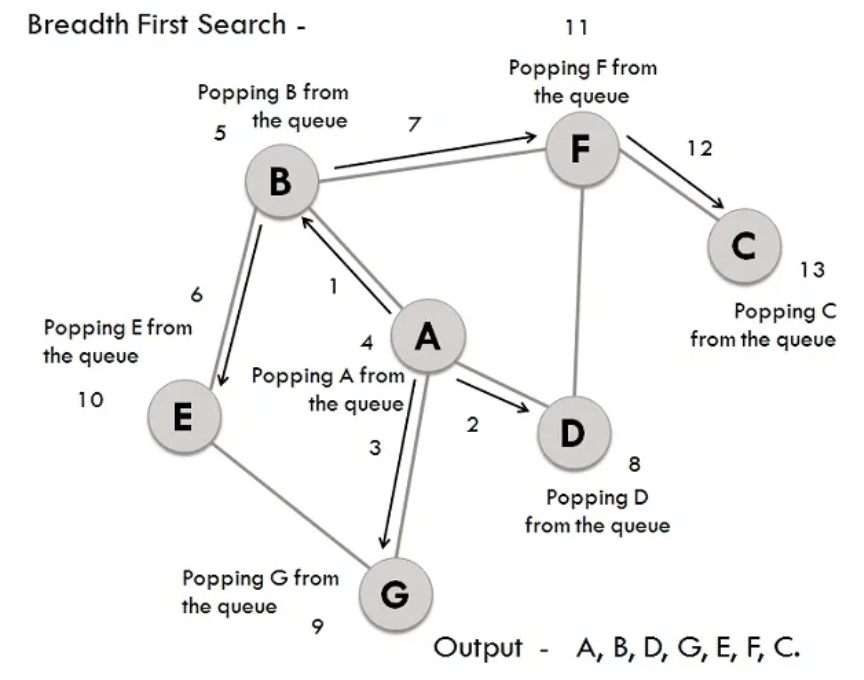 Breadth First Search -
11
Popping F from
the queue
Popping B from
the queue
5
7
12
F
B
C
13
1
6
Popping C
from the queue
Popping E from
the queue
A
4
Popping A from
the queue
10
E
2
D
3
8
Popping D
from the queue
Popping G from
the queue
G
9
Output - A, B, D, G, E, F, C.